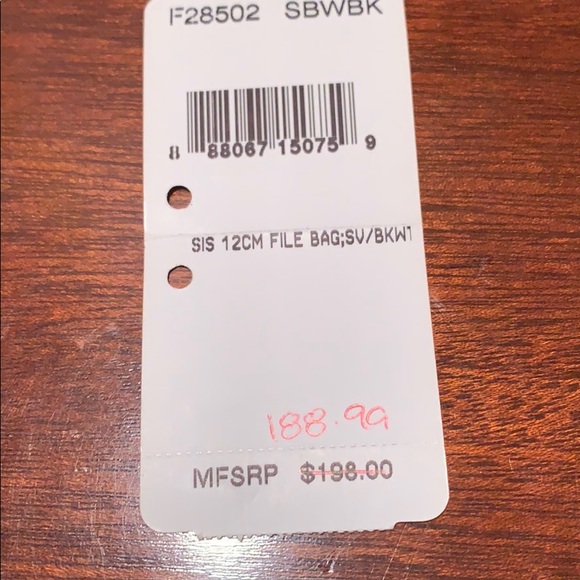 F28502 SBWBK
8 88067 15075 9
SIS 12CM FILE BAG;SV/BKWT
188.99
MFSRP $198.00